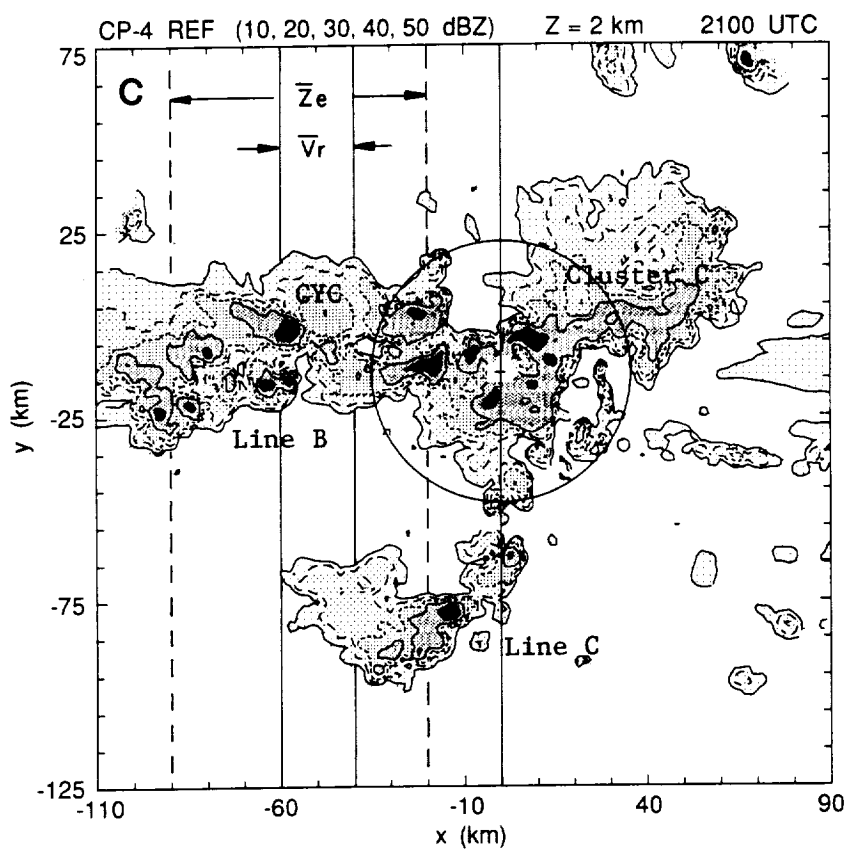 CP-4 REF (10, 20, 30, 40, 50 dBZ) Z = 2 km 2100 UTC
75
C
Z̅e
V̅r
25
Cluster C
CYC
-25
Line B
-75
Line C
-125
-110 -60 -10 40 90
x (km)
y (km)